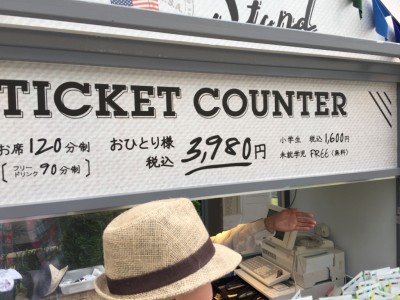 Stand
TICKET COUNTER
お席120分制
[フリードリンク 90分制]
おひとり様
税込 3,980円
小学生 税込 1,600円
未就学児 FREE(無料)